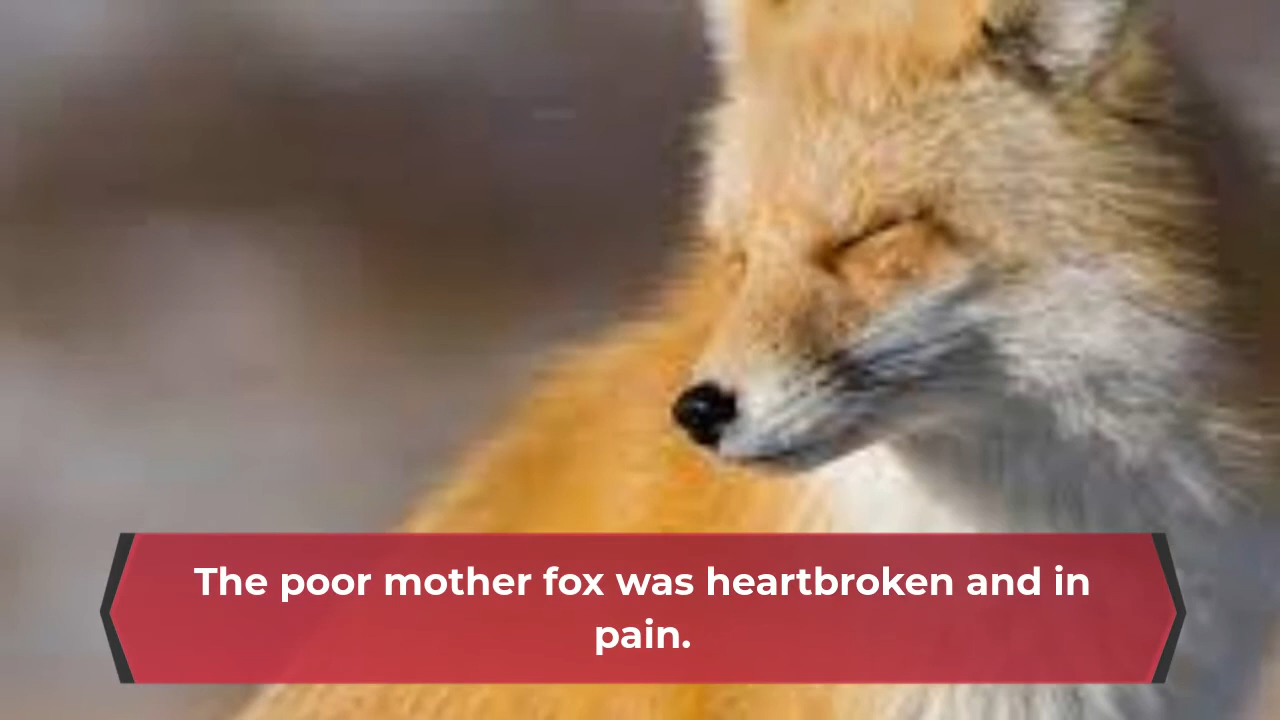 The poor mother fox was heartbroken and in
pain.